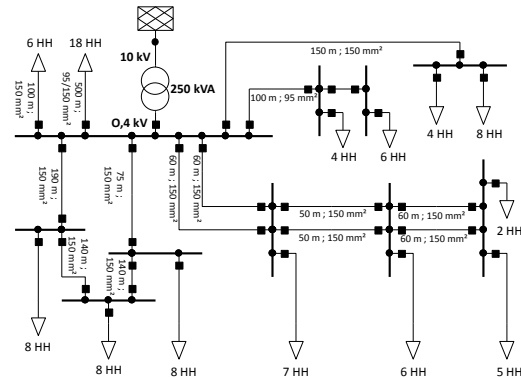 6 HH
18 HH
10 kV
250 kVA
O,4 kV
100 m ;
150 mm²
500 m ;
95/150 mm²
150 m ; 150 mm²
100 m ; 95 mm²
4 HH
6 HH
4 HH
8 HH
190 m ;
150 mm²
75 m ;
150 mm²
60 m ; 150 mm²
60 m ; 150 mm²
50 m ; 150 mm²
60 m ; 150 mm²
2 HH
50 m ; 150 mm²
60 m ; 150 mm²
140 m ;
150 mm²
140 m ;
150 mm²
8 HH
8 HH
8 HH
7 HH
6 HH
5 HH